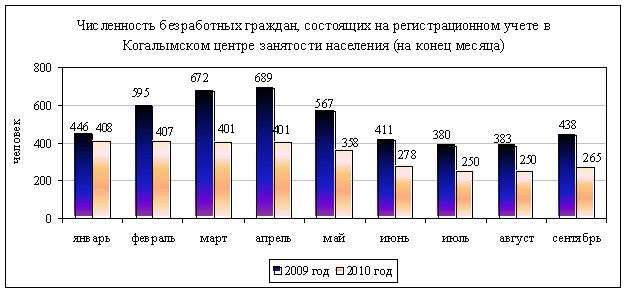 Численность безработных граждан, состоящих на регистрационном учете в
Когалымском центре занятости населения (на конец месяца)
человек
800
600
400
200
0
446 408
595 407
672 401
689 401
567 358
411 278
380 250
383 250
438 265
январь февраль март апрель май июнь июль август сентябрь
2009 год 2010 год